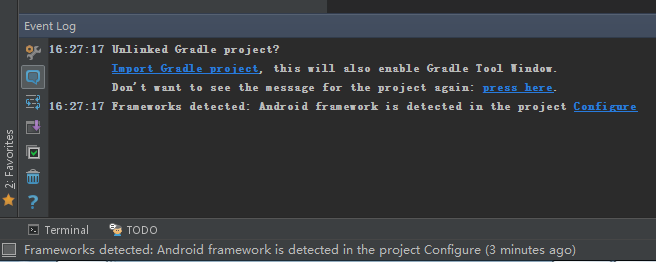 Event Log
16:27:17 Unlinked Gradle project?
Import Gradle project, this will also enable Gradle Tool Window.
Don't want to see the message for the project again: press here.
16:27:17 Frameworks detected: Android framework is detected in the project Configure
2: Favorites
Terminal TODO
Frameworks detected: Android framework is detected in the project Configure (3 minutes ago)